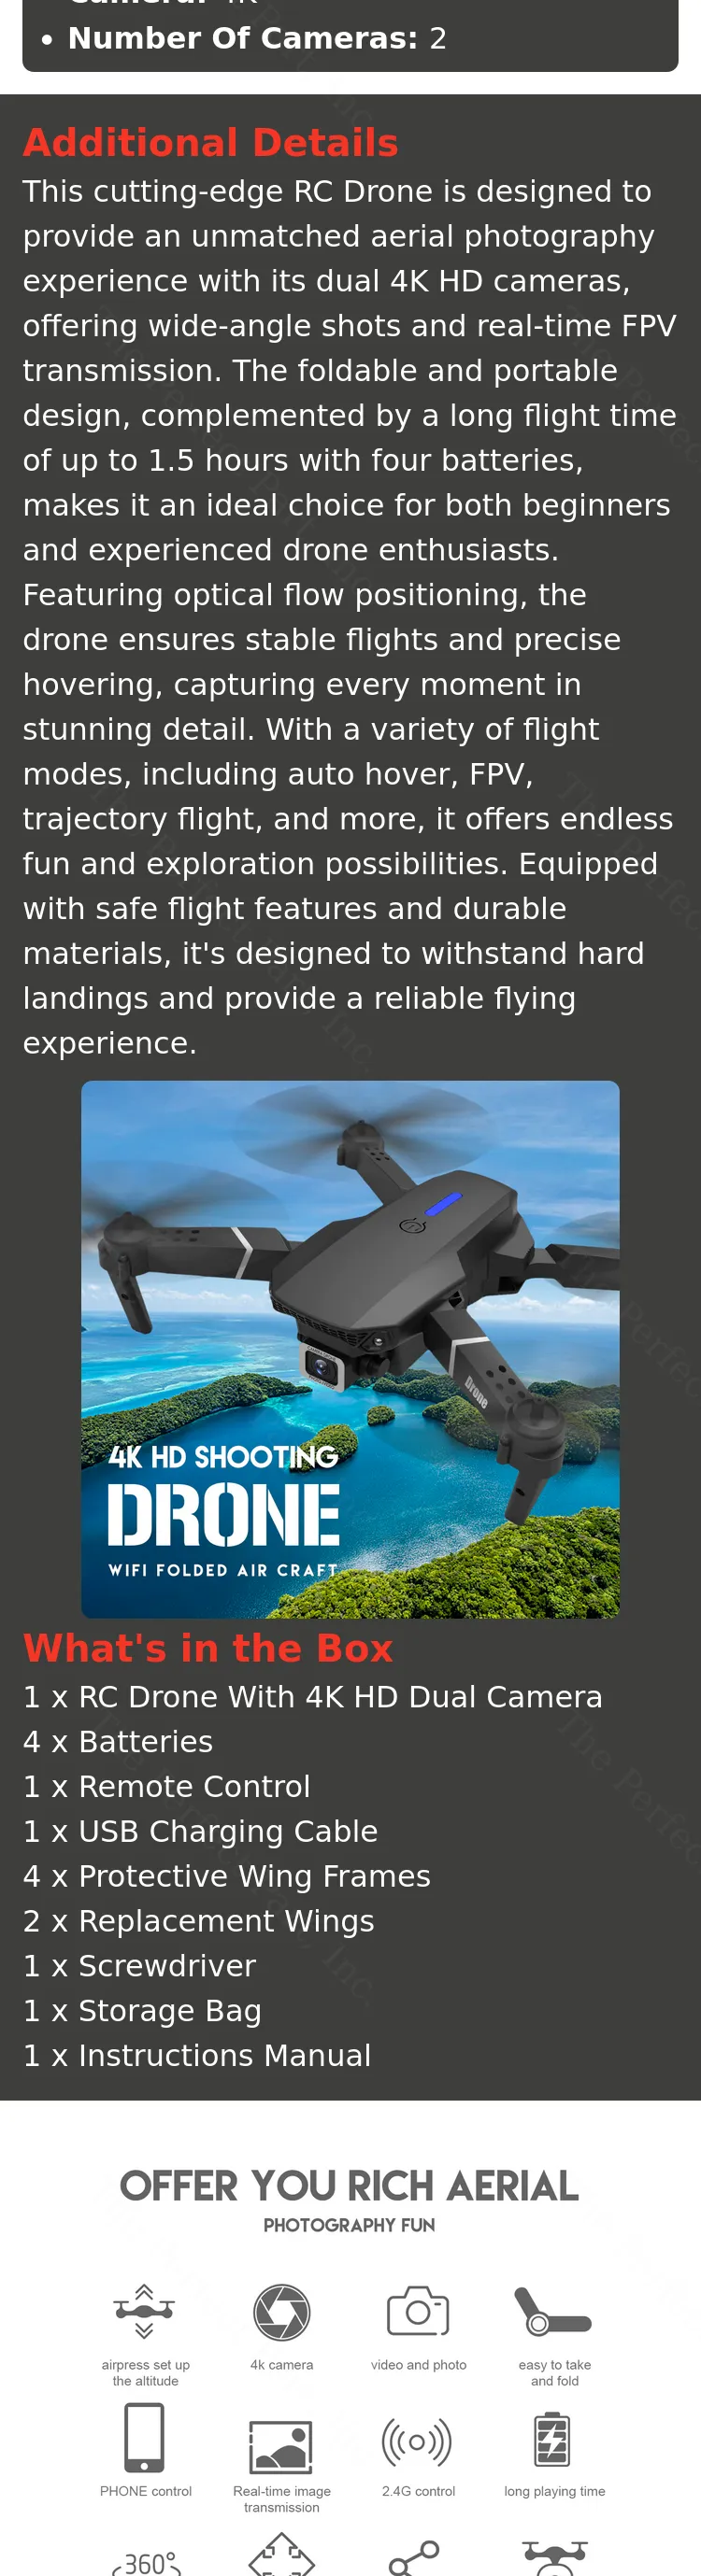 Camera: 4K
• Number Of Cameras: 2
Additional Details
This cutting-edge RC Drone is designed to
provide an unmatched aerial photography
experience with its dual 4K HD cameras,
offering wide-angle shots and real-time FPV
transmission. The foldable and portable
design, complemented by a long flight time
of up to 1.5 hours with four batteries,
makes it an ideal choice for both beginners
and experienced drone enthusiasts.
Featuring optical flow positioning, the
drone ensures stable flights and precise
hovering, capturing every moment in
stunning detail. With a variety of flight
modes, including auto hover, FPV,
trajectory flight, and more, it offers endless
fun and exploration possibilities. Equipped
with safe flight features and durable
materials, it's designed to withstand hard
landings and provide a reliable flying
experience.
Drone
4K HD SHOOTING
DRONE
WIFI FOLDED AIR CRAFT
What's in the Box
1 x RC Drone With 4K HD Dual Camera
4 x Batteries
1 x Remote Control
1 x USB Charging Cable
4 x Protective Wing Frames
2 x Replacement Wings
1 x Screwdriver
1 x Storage Bag
1 x Instructions Manual
OFFER YOU RICH AERIAL
PHOTOGRAPHY FUN
airpress set up
the altitude
4k camera
video and photo
easy to take
and fold
PHONE control
Real-time image
transmission
2.4G control
long playing time
360°